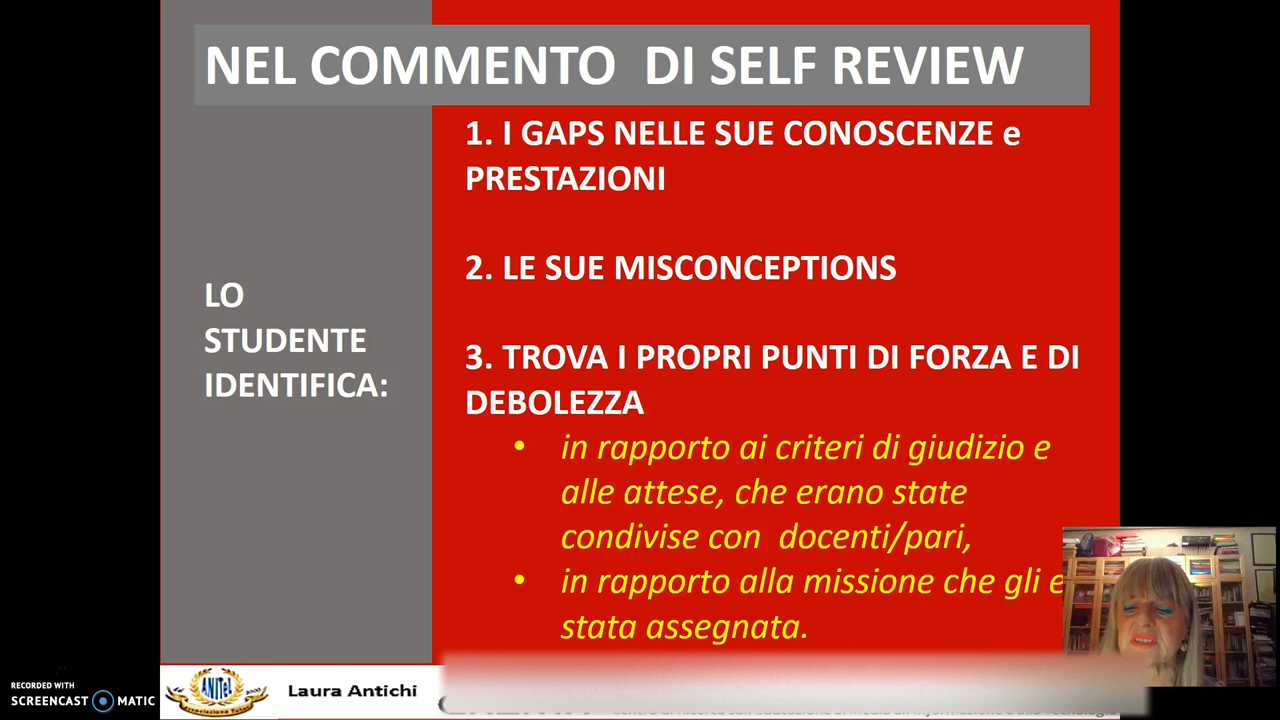 NEL COMMENTO DI SELF REVIEW
LO
STUDENTE
IDENTIFICA:
1. I GAPS NELLE SUE CONOSCENZE e
PRESTAZIONI
2. LE SUE MISCONCEPTIONS
3. TROVA I PROPRI PUNTI DI FORZA E DI
DEBOLEZZA
• in rapporto ai criteri di giudizio e
alle attese, che erano state
condivise con docenti/pari,
• in rapporto alla missione che gli e
stata assegnata.
RECORDED WITH
SCREENCAST MATIC
ANITeL
2000
Laura Antichi